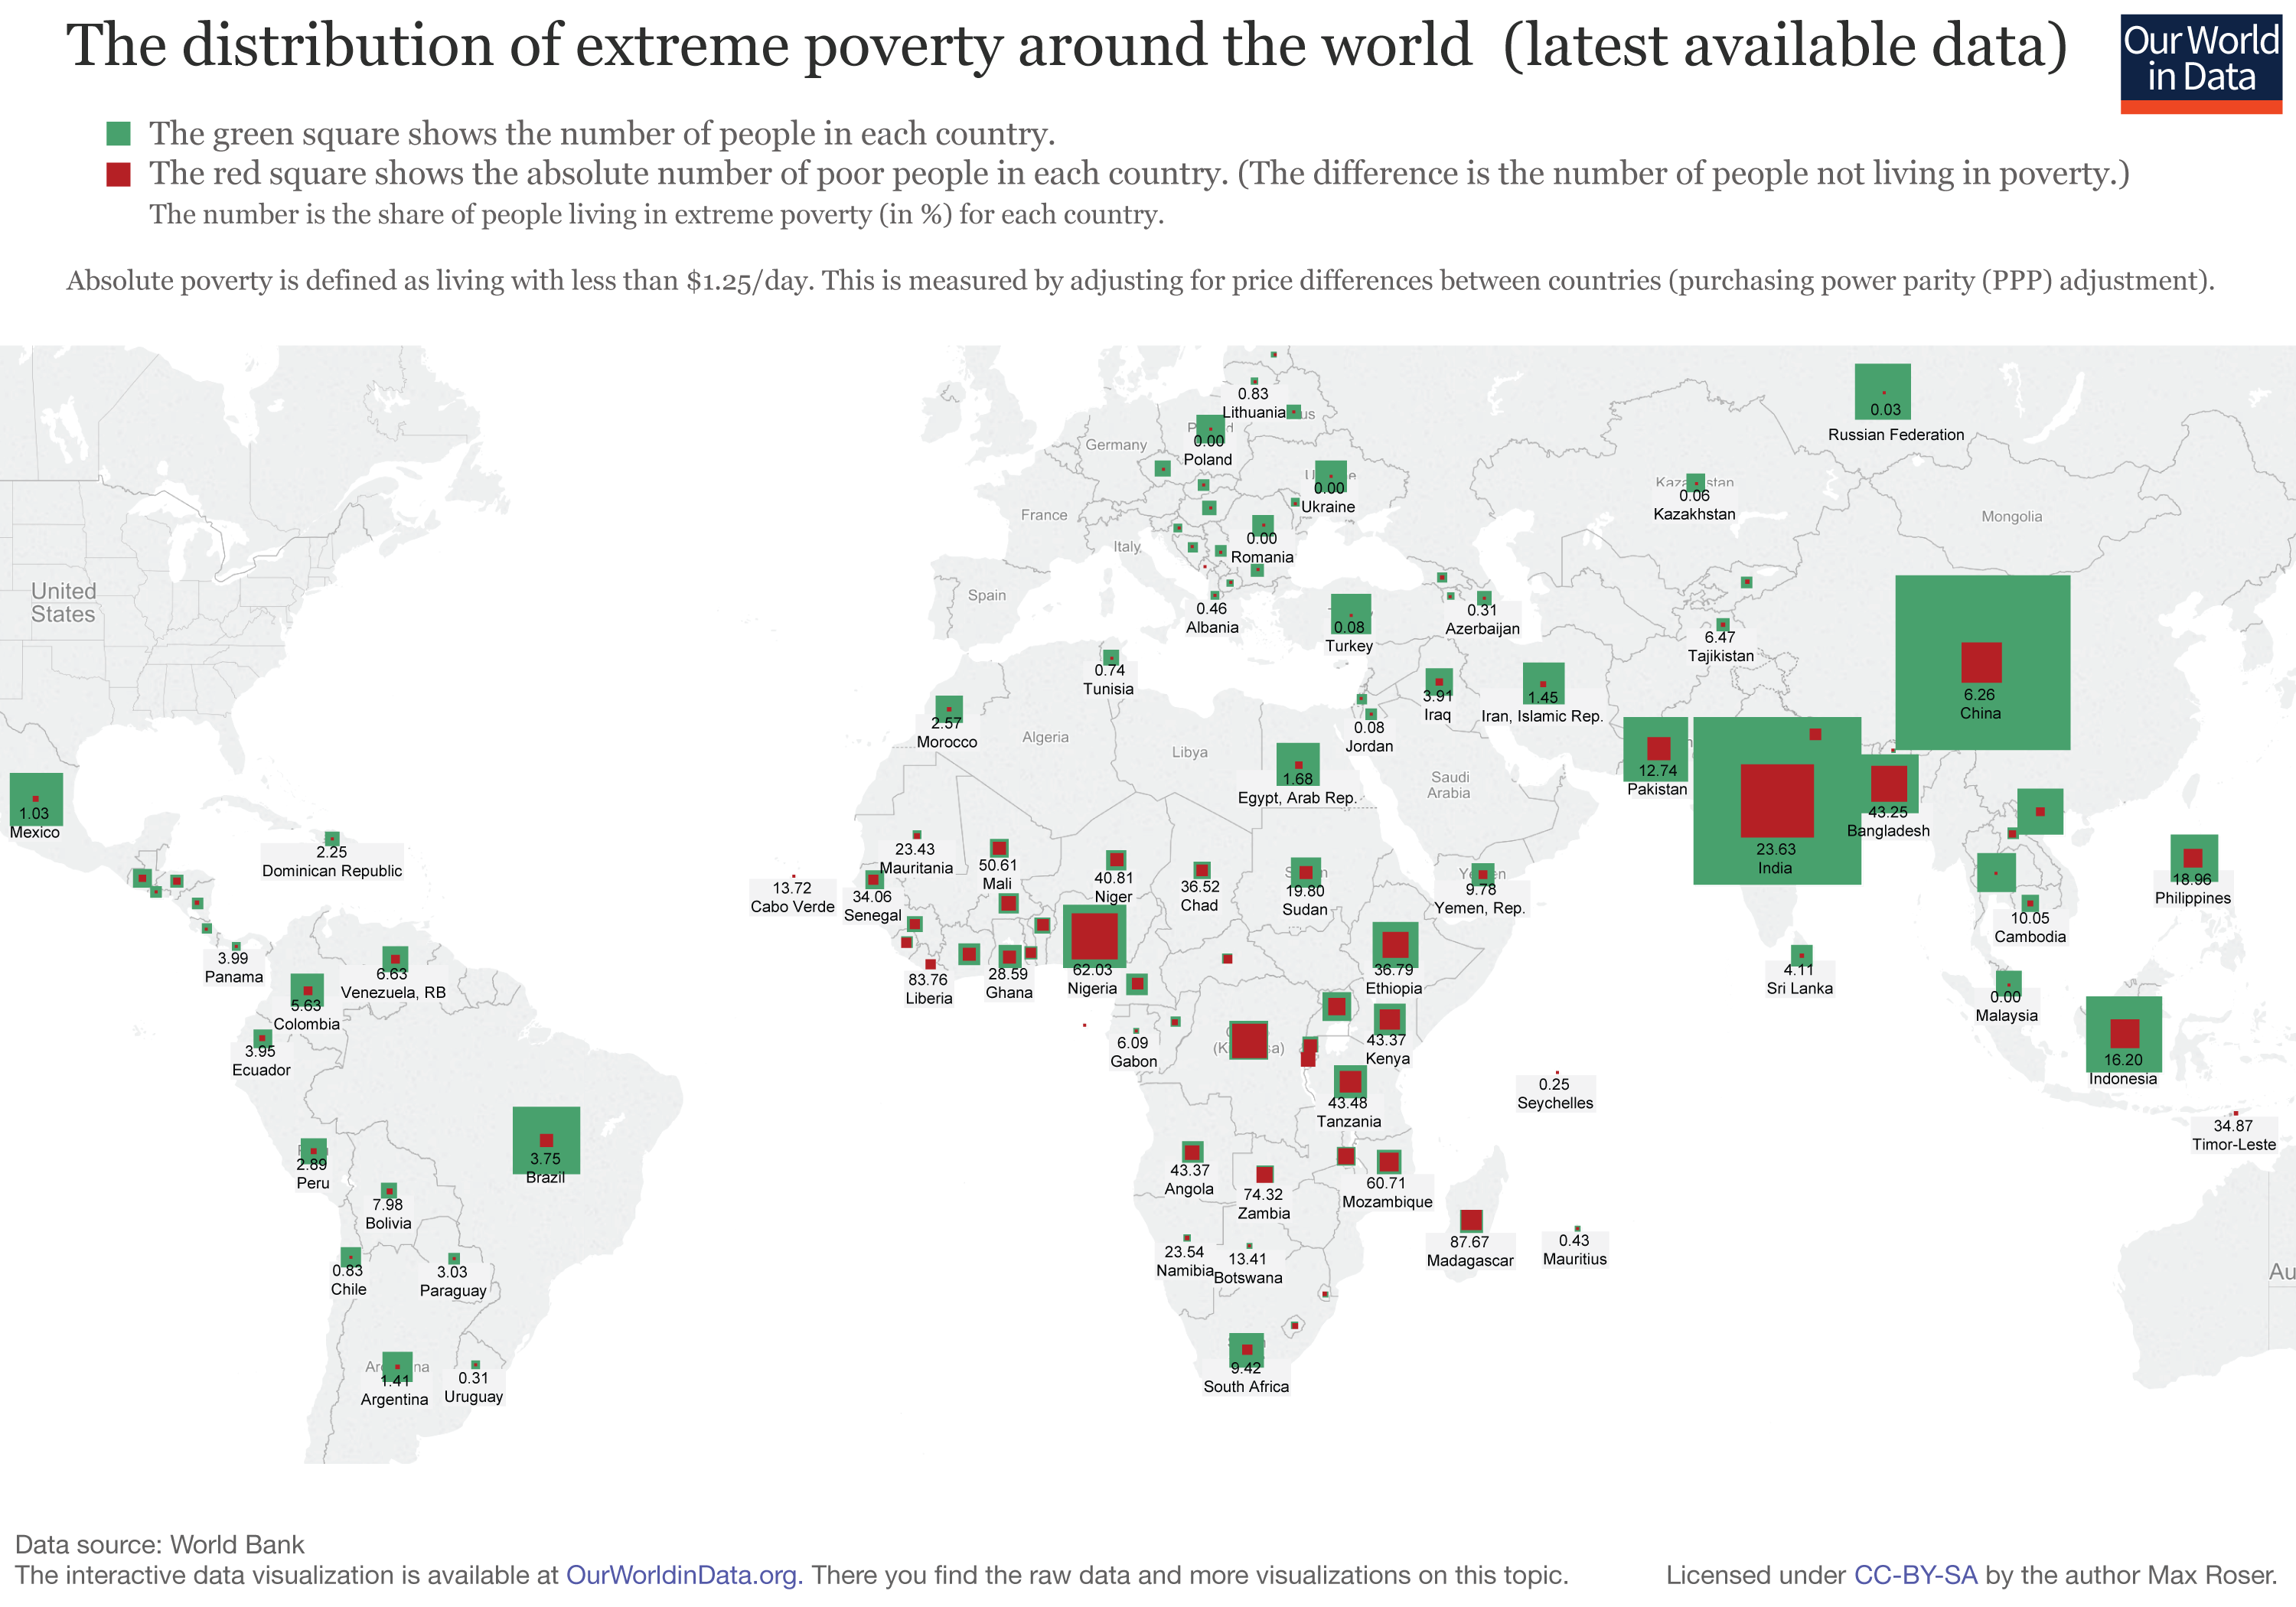 The distribution of extreme poverty around the world (latest available data)
Our World
in Data
The green square shows the number of people in each country.
The red square shows the absolute number of poor people in each country. (The difference is the number of people not living in poverty.)
The number is the share of people living in extreme poverty (in %) for each country.
Absolute poverty is defined as living with less than $1.25/day. This is measured by adjusting for price differences between countries (purchasing power parity (PPP) adjustment).
0.83
Lithuania
0.03
Russian Federation
Germany
0.00
Poland
0.00
Ukraine
0.06
Kazakhstan
Mongolia
France
Italy
0.00
Romania
United
States
Spain
0.46
Albania
0.08
Turkey
0.31
Azerbaijan
6.47
Tajikistan
0.74
Tunisia
2.57
Morocco
Algeria
Libya
0.08
Jordan
3.91
Iraq
1.45
Iran, Islamic Rep.
6.26
China
1.68
Egypt, Arab Rep.
Saudi
Arabia
12.74
Pakistan
23.63
India
43.25
Bangladesh
1.03
Mexico
2.25
Dominican Republic
13.72
Cabo Verde
23.43
Mauritania
34.06
Senegal
50.61
Mali
40.81
Niger
36.52
Chad
19.80
Sudan
9.78
Yemen, Rep.
18.96
Philippines
10.05
Cambodia
3.99
Panama
6.63
Venezuela, RB
5.63
Colombia
3.95
Ecuador
83.76
Liberia
28.59
Ghana
62.03
Nigeria
36.79
Ethiopia
4.11
Sri Lanka
0.00
Malaysia
6.09
Gabon
43.37
Kenya
16.20
Indonesia
43.48
Tanzania
0.25
Seychelles
34.87
Timor-Leste
3.75
Brazil
2.89
Peru
7.98
Bolivia
43.37
Angola
74.32
Zambia
60.71
Mozambique
87.67
Madagascar
0.43
Mauritius
23.54
Namibia
13.41
Botswana
0.83
Chile
3.03
Paraguay
Au
9.42
South Africa
1.41
Argentina
0.31
Uruguay
Data source: World Bank
The interactive data visualization is available at OurWorldinData.org. There you find the raw data and more visualizations on this topic.
Licensed under CC-BY-SA by the author Max Roser.